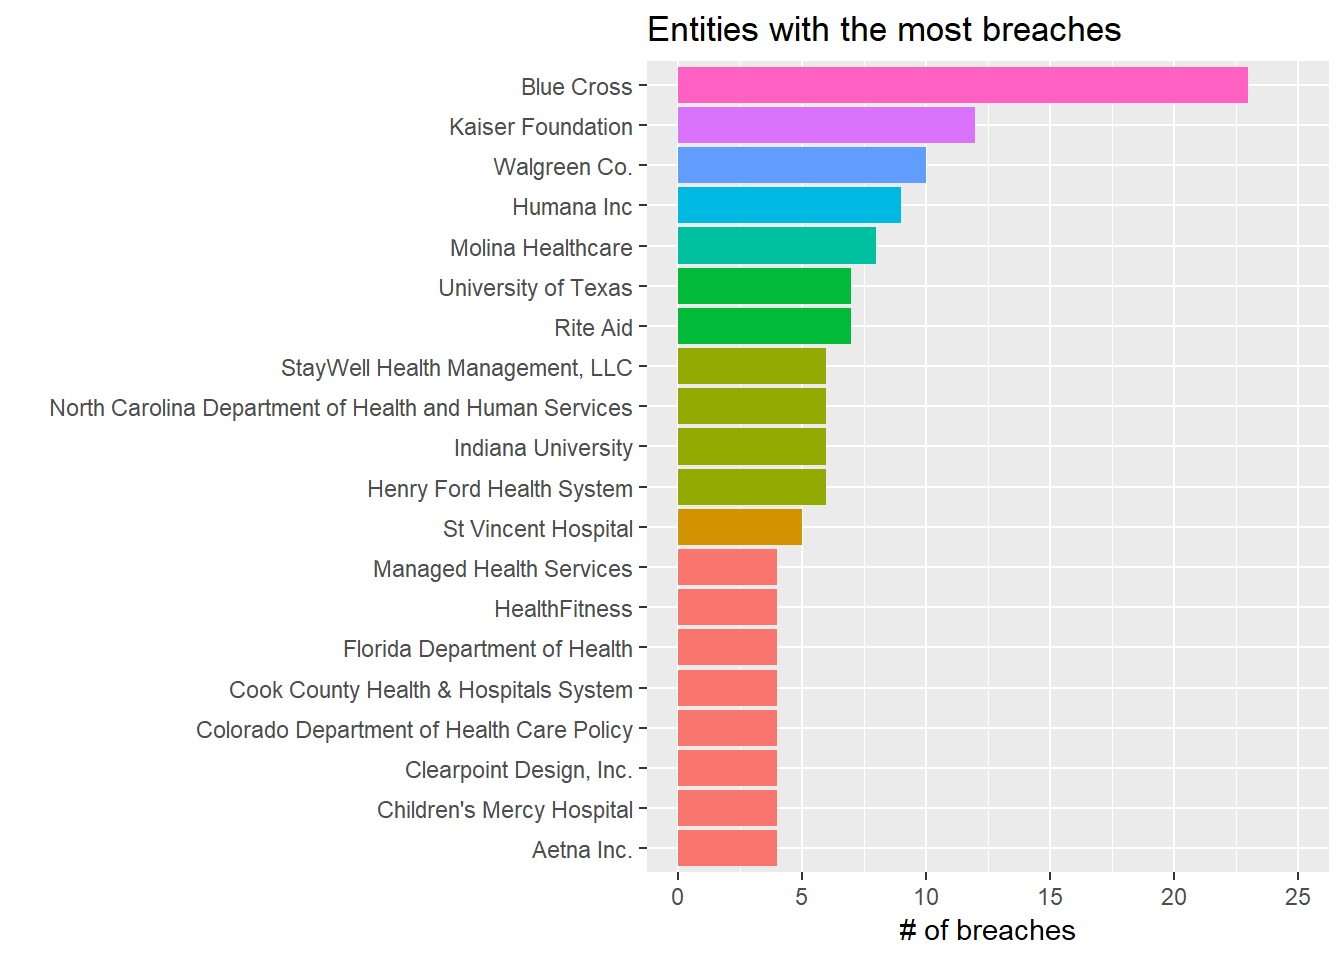 Entities with the most breaches
Blue Cross
Kaiser Foundation
Walgreen Co.
Humana Inc
Molina Healthcare
University of Texas
Rite Aid
StayWell Health Management, LLC
North Carolina Department of Health and Human Services
Indiana University
Henry Ford Health System
St Vincent Hospital
Managed Health Services
HealthFitness
Florida Department of Health
Cook County Health & Hospitals System
Colorado Department of Health Care Policy
Clearpoint Design, Inc.
Children's Mercy Hospital
Aetna Inc.
0 5 10 15 20 25
# of breaches